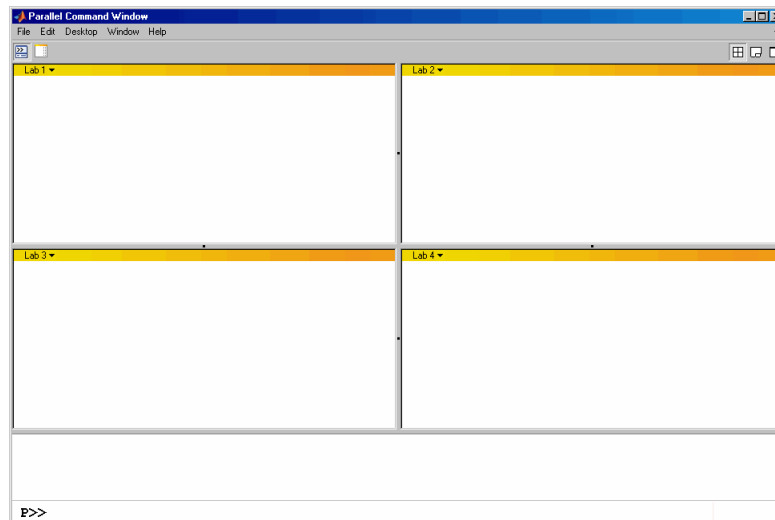 Parallel Command Window
File Edit Desktop Window Help
Lab 1
Lab 2
Lab 3
Lab 4
P>>